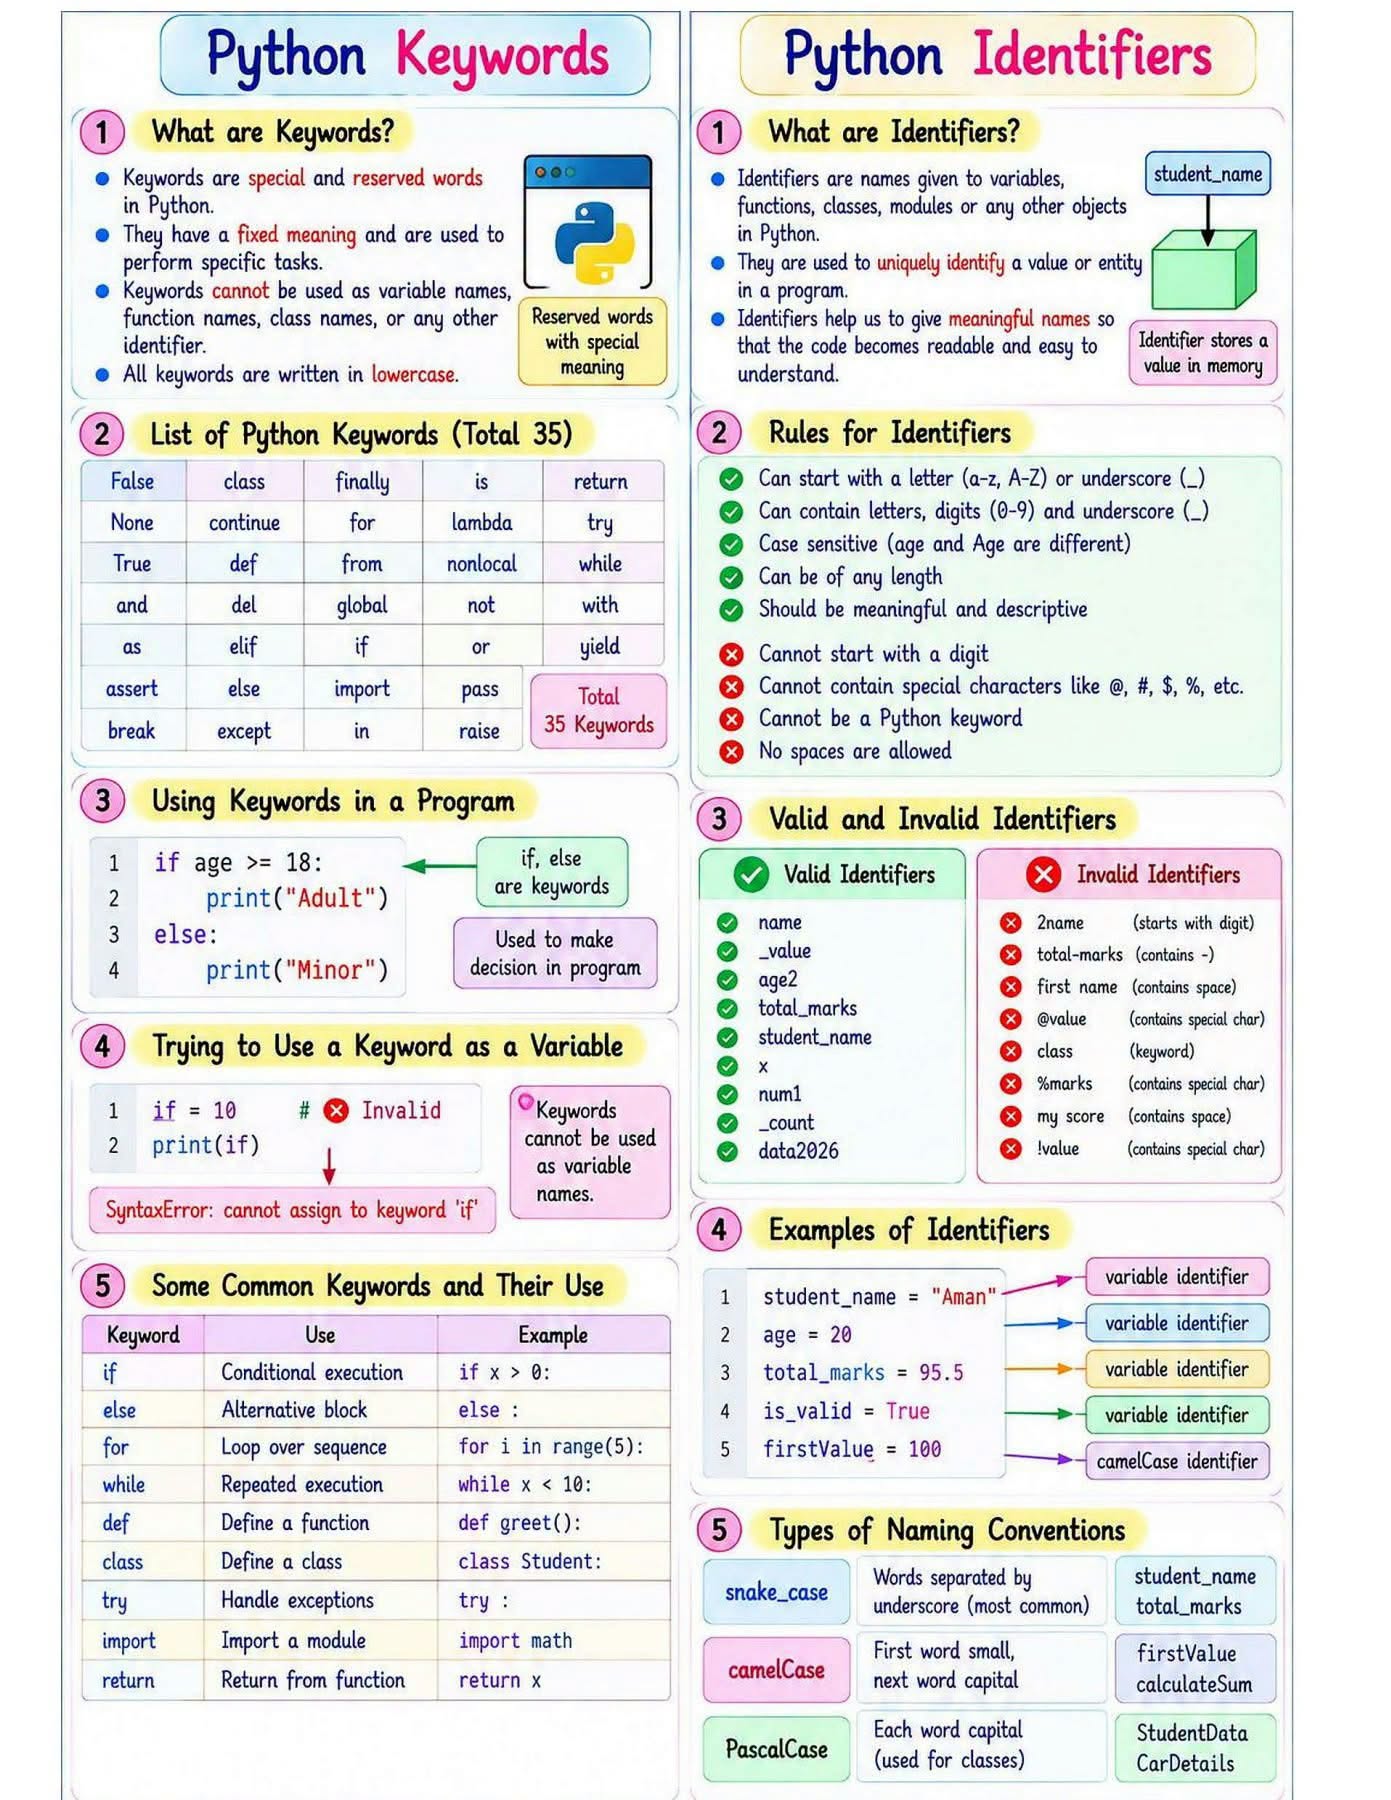 Python Keywords
1 What are Keywords?
Keywords are special and reserved words
in Python.
They have a fixed meaning and are used to
perform specific tasks.
Keywords cannot be used as variable names,
function names, class names, or any other
identifier.
All keywords are written in lowercase.
Reserved words
with special
meaning
2 List of Python Keywords (Total 35)
False class finally is return
None continue for lambda try
True def from nonlocal while
and del global not with
as elif if or yield
assert else import pass
break except in raise
Total
35 Keywords
3 Using Keywords in a Program
1 if age >= 18:
2 print("Adult")
3 else:
4 print("Minor")
if, else
are keywords
Used to make
decision in program
4 Trying to Use a Keyword as a Variable
1 if = 10 # Invalid
2 print(if)
SyntaxError: cannot assign to keyword 'if'
Keywords
cannot be used
as variable
names.
5 Some Common Keywords and Their Use
Keyword Use Example
if Conditional execution if x > 0:
else Alternative block else :
for Loop over sequence for i in range(5):
while Repeated execution while x < 10:
def Define a function def greet():
class Define a class class Student:
try Handle exceptions try :
import Import a module import math
return Return from function return x
Python Identifiers
1 What are Identifiers?
Identifiers are names given to variables,
functions, classes, modules or any other objects
in Python.
They are used to uniquely identify a value or entity
in a program.
Identifiers help us to give meaningful names so
that the code becomes readable and easy to
understand.
student_name
Identifier stores a
value in memory
2 Rules for Identifiers
Can start with a letter (a-z, A-Z) or underscore (_)
Can contain letters, digits (0-9) and underscore (_)
Case sensitive (age and Age are different)
Can be of any length
Should be meaningful and descriptive
Cannot start with a digit
Cannot contain special characters like @, #, $, %, etc.
Cannot be a Python keyword
No spaces are allowed
3 Valid and Invalid Identifiers
Valid Identifiers
name
_value
age2
total_marks
student_name
x
num1
_count
data2026
Invalid Identifiers
2name (starts with digit)
total-marks (contains -)
first name (contains space)
@value (contains special char)
class (keyword)
%marks (contains special char)
my score (contains space)
!value (contains special char)
4 Examples of Identifiers
1 student_name = "Aman"
2 age = 20
3 total_marks = 95.5
4 is_valid = True
5 firstValue = 100
variable identifier
variable identifier
variable identifier
variable identifier
camelCase identifier
5 Types of Naming Conventions
snake_case
Words separated by
underscore (most common)
student_name
total_marks
camelCase
First word small,
next word capital
firstValue
calculateSum
PascalCase
Each word capital
(used for classes)
StudentData
CarDetails